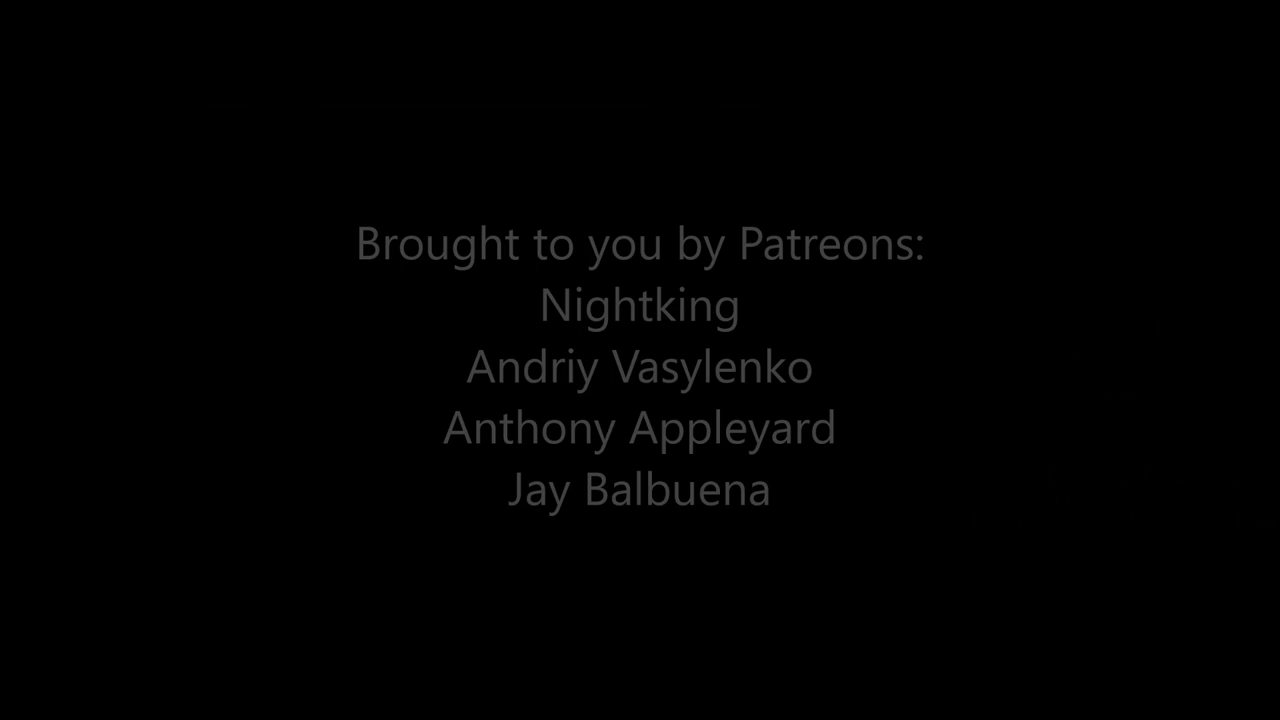 Brought to you by Patreons:
Nightking
Andriy Vasylenko
Anthony Appleyard
Jay Balbuena